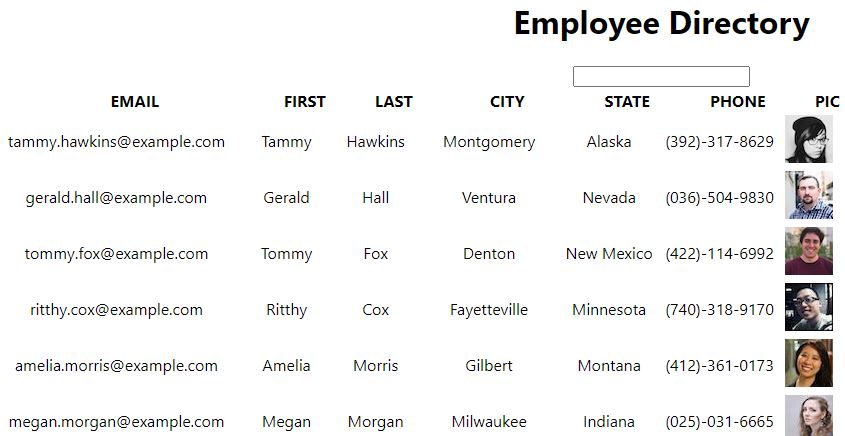 Employee Directory
EMAIL FIRST LAST CITY STATE PHONE PIC
tammy.hawkins@example.com Tammy Hawkins Montgomery Alaska (392)-317-8629
gerald.hall@example.com Gerald Hall Ventura Nevada (036)-504-9830
tommy.fox@example.com Tommy Fox Denton New Mexico (422)-114-6992
ritthy.cox@example.com Ritthy Cox Fayetteville Minnesota (740)-318-9170
amelia.morris@example.com Amelia Morris Gilbert Montana (412)-361-0173
megan.morgan@example.com Megan Morgan Milwaukee Indiana (025)-031-6665